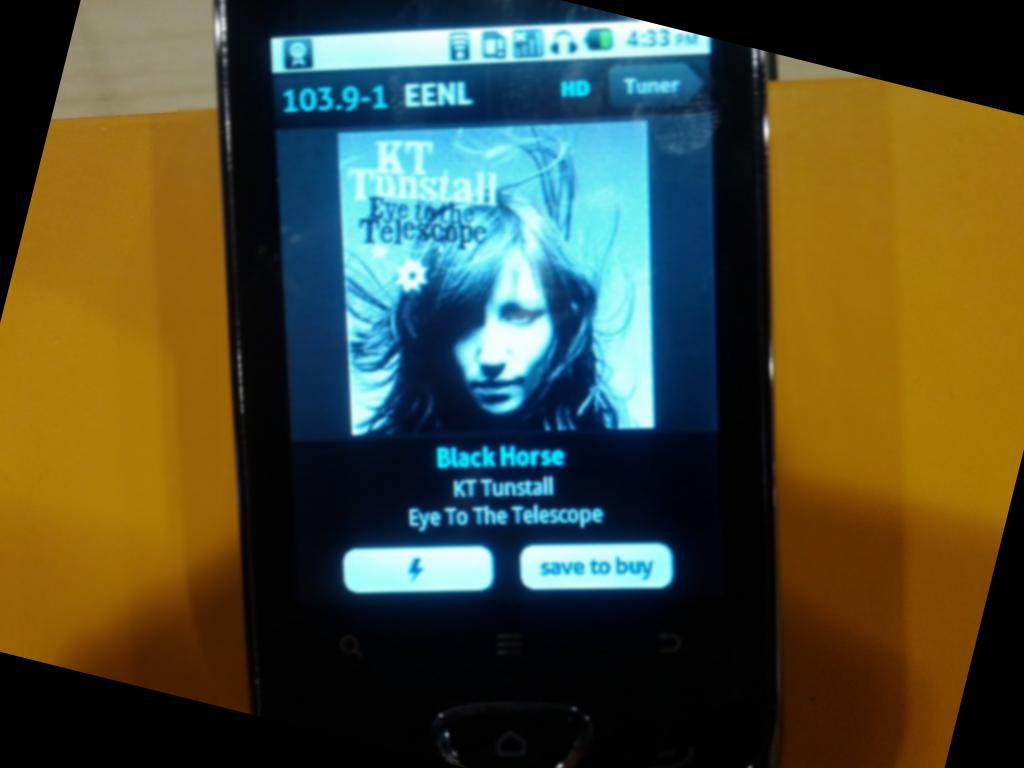 4:33 PM
103.9-1 EENL HD Tuner
KT
Tunstall
Eye to the
Telescope
Black Horse
KT Tunstall
Eye To The Telescope
save to buy